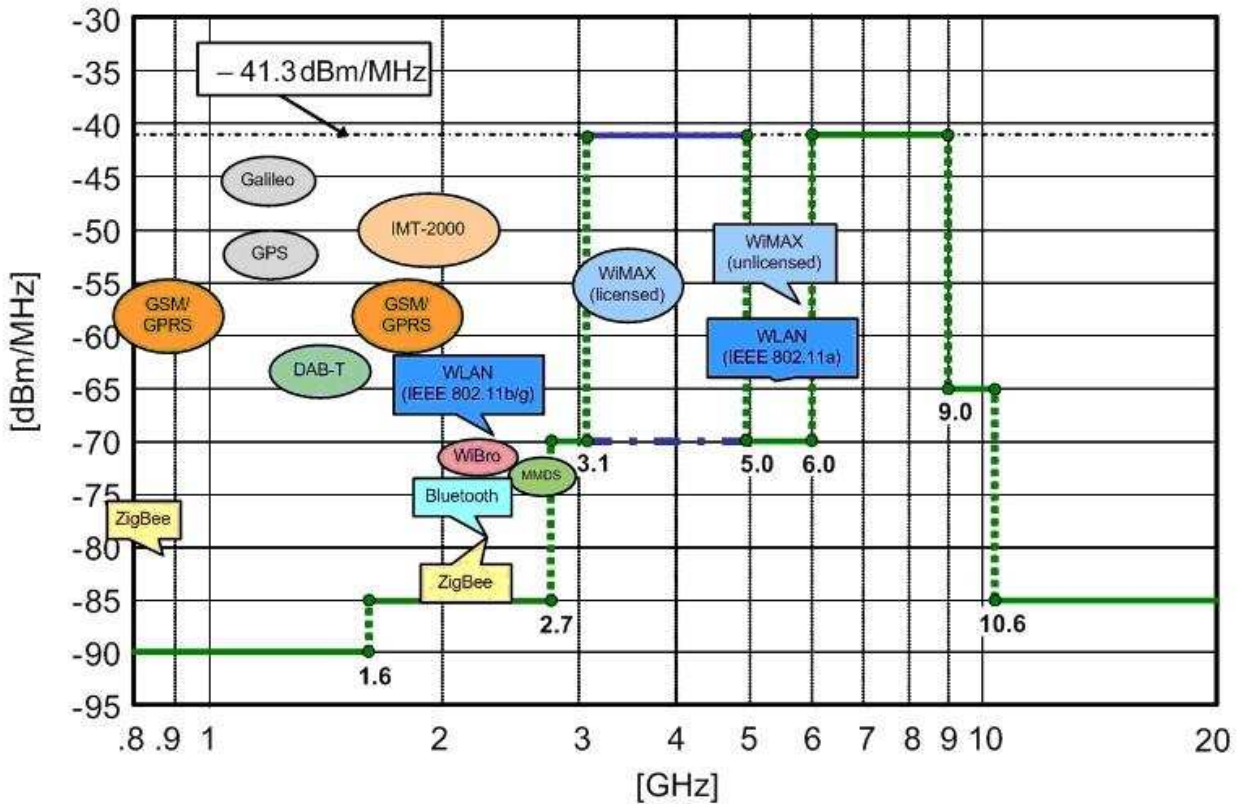 -30
-35
-40
-45
-50
-55
-60
-65
-70
-75
-80
-85
-90
-95
[dBm/MHz]
– 41.3 dBm/MHz
Galileo
IMT-2000
GPS
WiMAX
(unlicensed)
WiMAX
(licensed)
GSM/
GPRS
GSM/
GPRS
DAB-T
WLAN
(IEEE 802.11b/g)
WLAN
(IEEE 802.11a)
9.0
WiBro
MMDS
3.1
5.0
6.0
Bluetooth
ZigBee
ZigBee
2.7
10.6
1.6
.8
.9
1
2
3
4
5
6
7
8
9
10
20
[GHz]